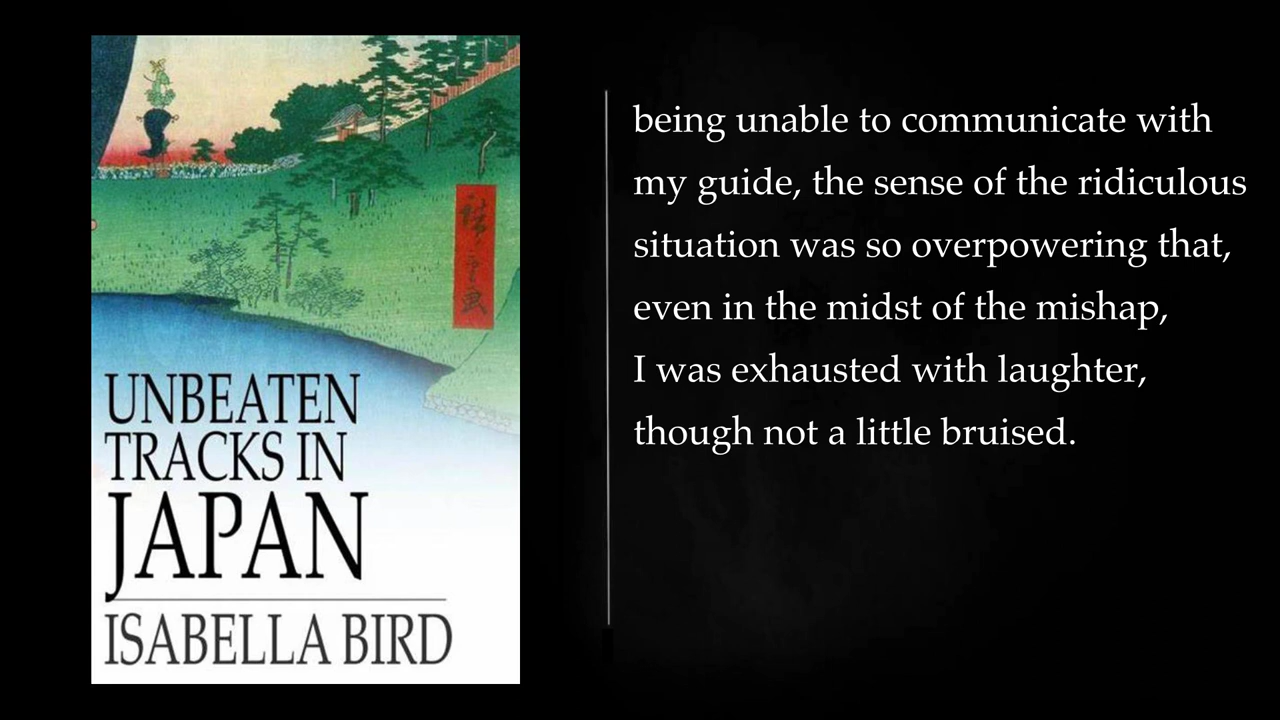 UNBEATEN
TRACKS IN
JAPAN
ISABELLA BIRD
being unable to communicate with
my guide, the sense of the ridiculous
situation was so overpowering that,
even in the midst of the mishap,
I was exhausted with laughter,
though not a little bruised.